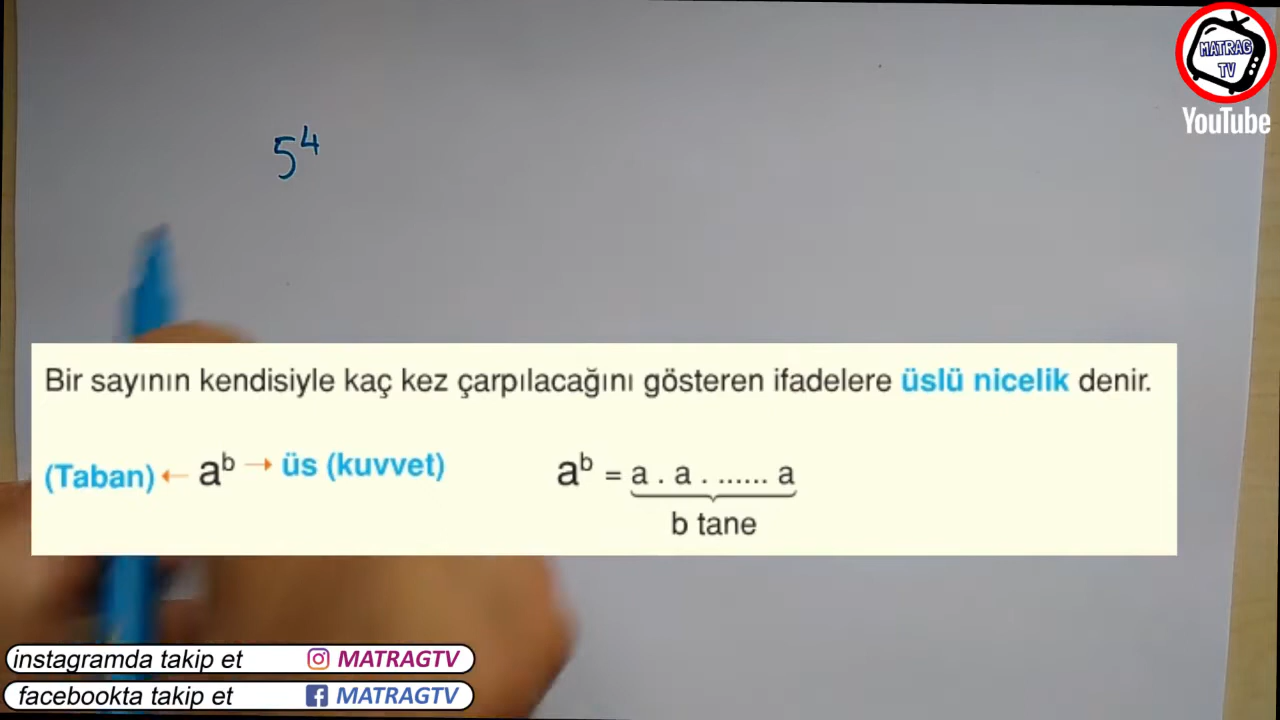 MATRAG
TV
YouTube
5⁴
Bir sayının kendisiyle kaç kez çarpılacağını gösteren ifadelere üslü nicelik denir.
(Taban) ← aᵇ → üs (kuvvet) aᵇ = a . a . ...... a
b tane
instagramda takip et MATRAGTV
facebookta takip et MATRAGTV